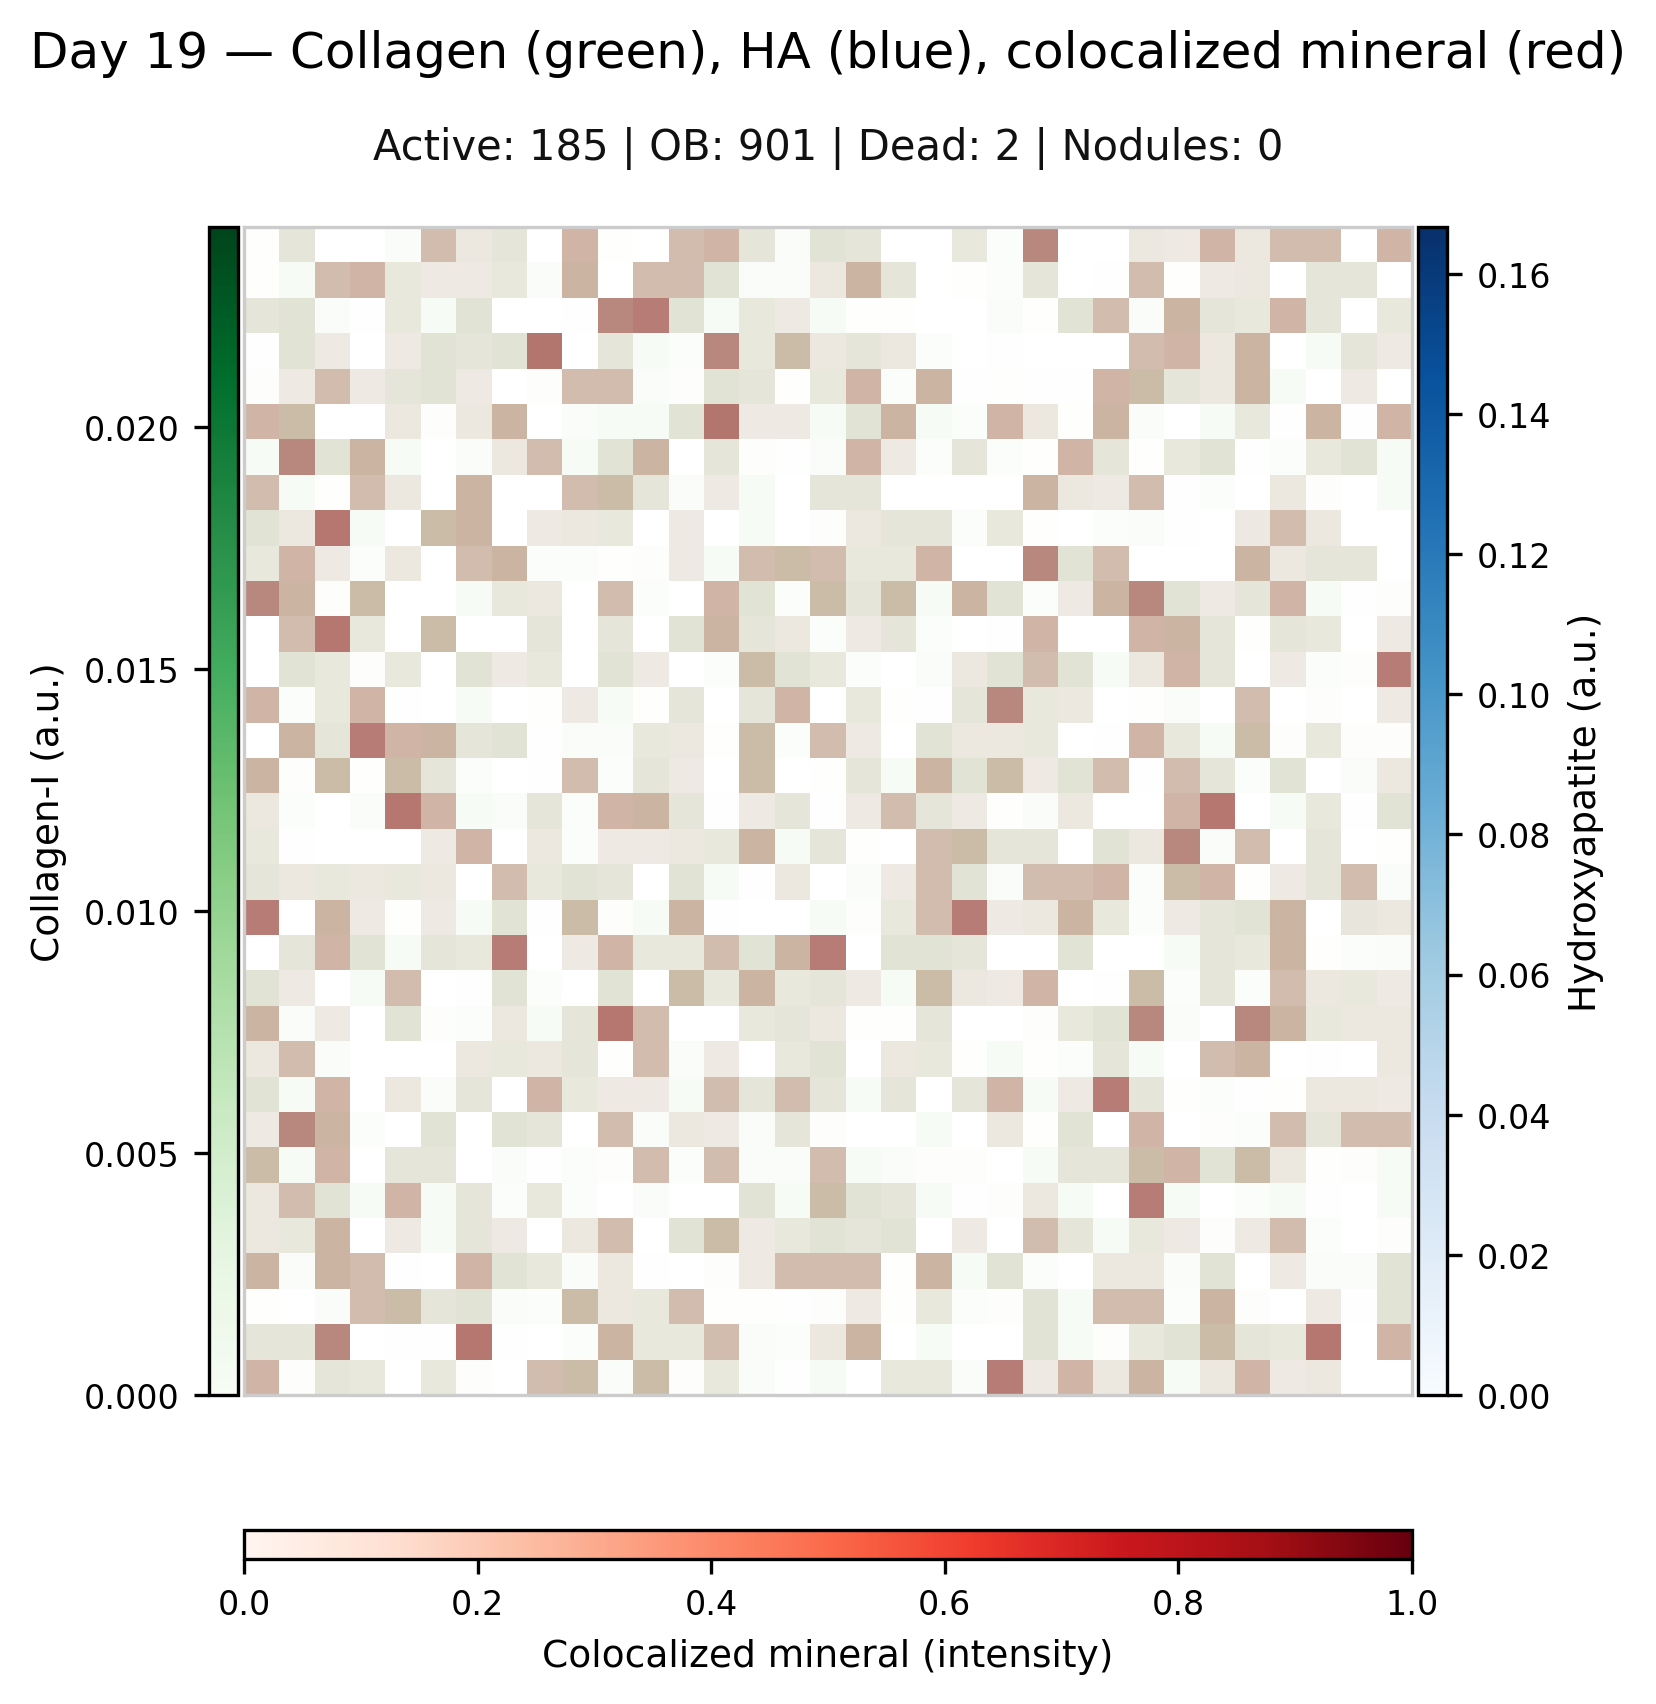 Day 19 — Collagen (green), HA (blue), colocalized mineral (red)
Active: 185 | OB: 901 | Dead: 2 | Nodules: 0
Collagen-I (a.u.)
0.020
0.015
0.010
0.005
0.000
0.16
0.14
0.12
0.10
0.08
0.06
0.04
0.02
0.00
Hydroxyapatite (a.u.)
0.0 0.2 0.4 0.6 0.8 1.0
Colocalized mineral (intensity)